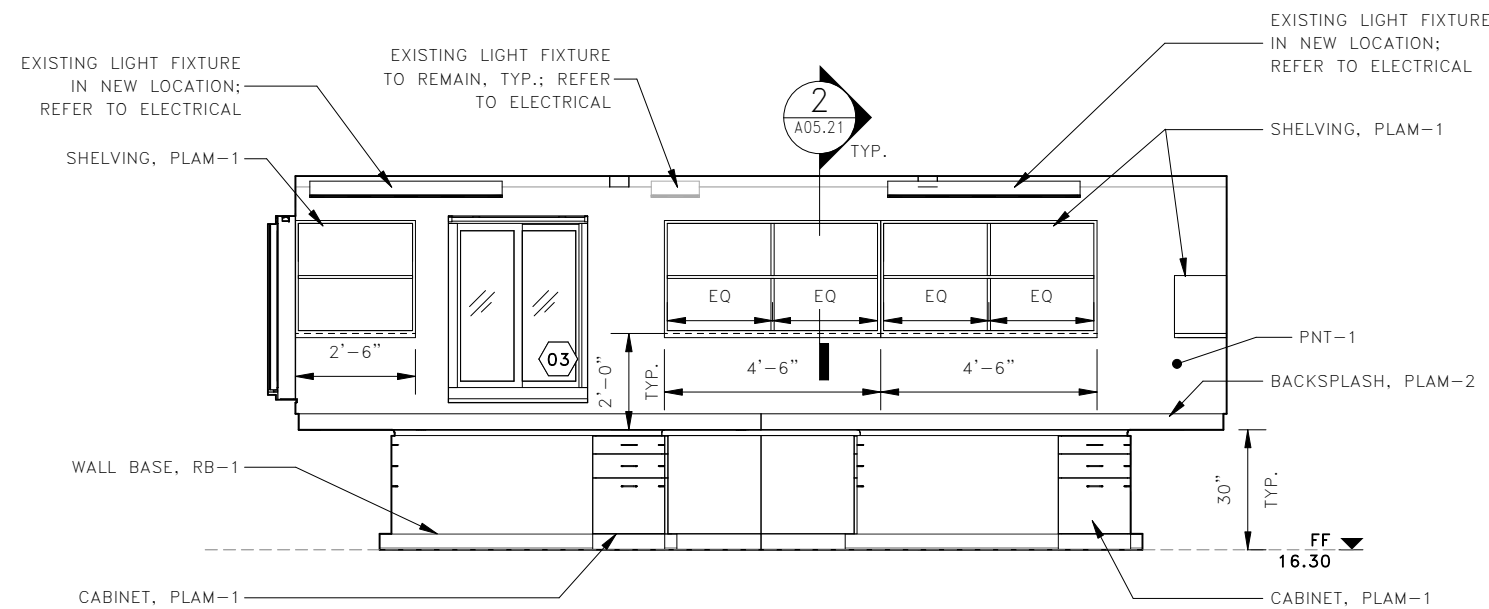 EXISTING LIGHT FIXTURE
IN NEW LOCATION;
REFER TO ELECTRICAL
EXISTING LIGHT FIXTURE
TO REMAIN, TYP.; REFER
TO ELECTRICAL
2
A05.21
TYP.
EXISTING LIGHT FIXTURE
IN NEW LOCATION;
REFER TO ELECTRICAL
SHELVING, PLAM-1
SHELVING, PLAM-1
EQ
EQ
EQ
EQ
2'-6"
03
2'-0"
TYP.
4'-6"
4'-6"
PNT-1
BACKSPLASH, PLAM-2
WALL BASE, RB-1
30"
TYP.
FF
16.30
CABINET, PLAM-1
CABINET, PLAM-1